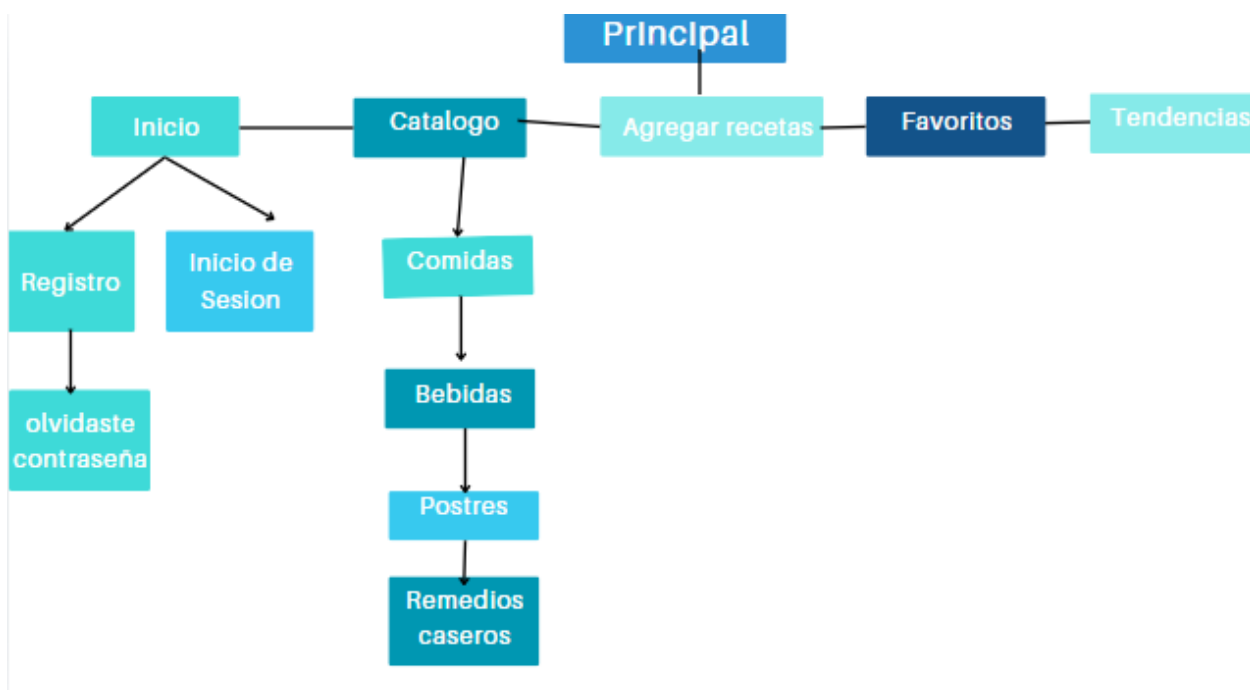 Principal
Inicio
Catalogo
Agregar recetas
Favoritos
Tendencias
Registro
Inicio de
Sesion
Comidas
olvidaste
contraseña
Bebidas
Postres
Remedios
caseros